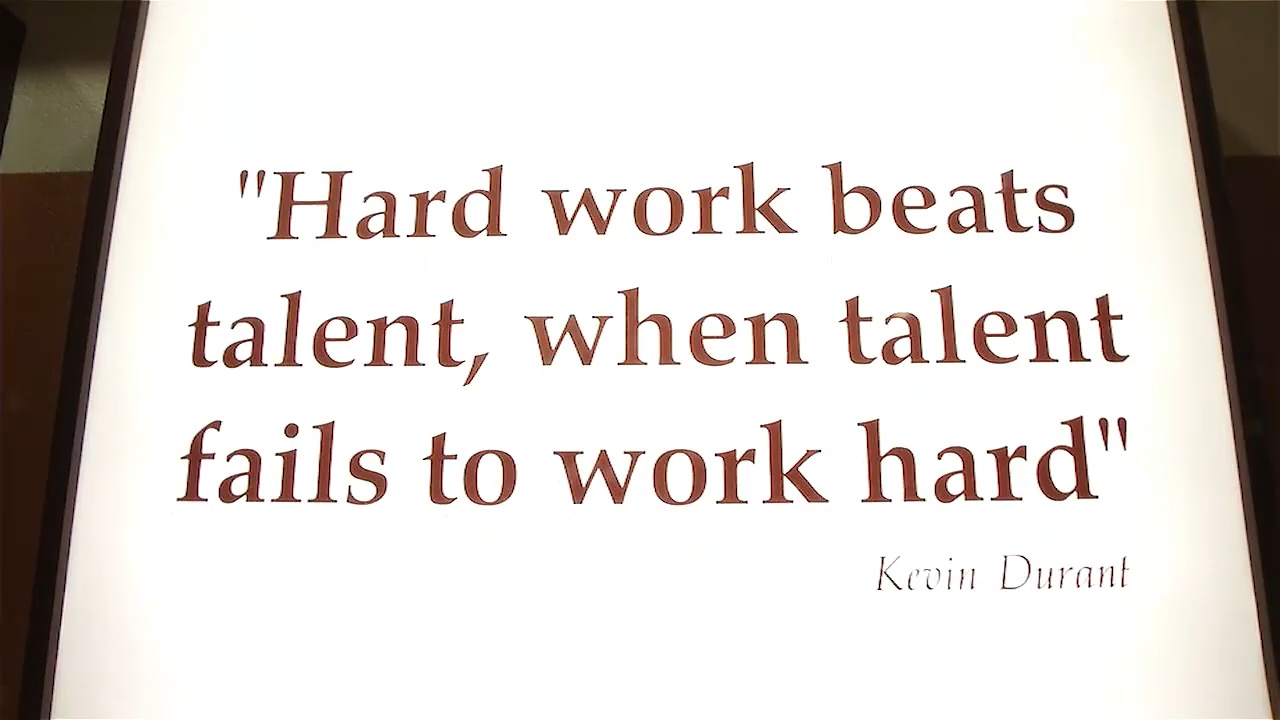 "Hard work beats
talent, when talent
fails to work hard"
Kevin Durant